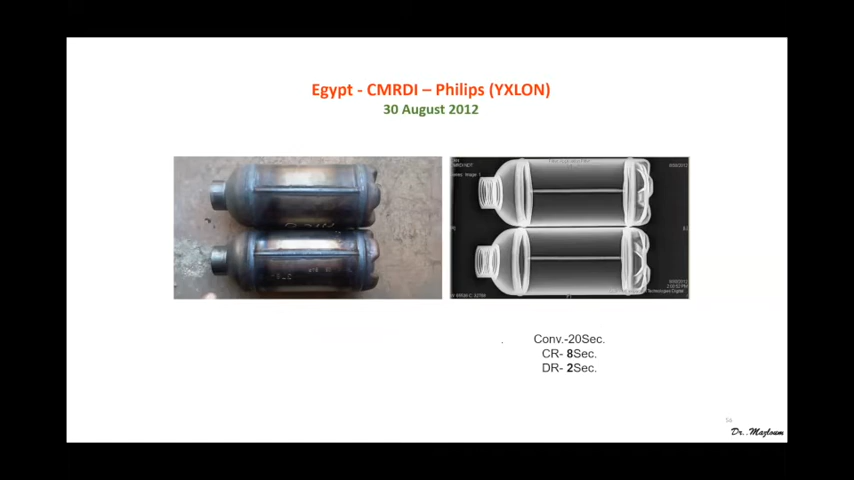 Egypt - CMRDI – Philips (YXLON)
30 August 2012
Conv.-20Sec.
CR- 8Sec.
DR- 2Sec.
Dr..Mazloum